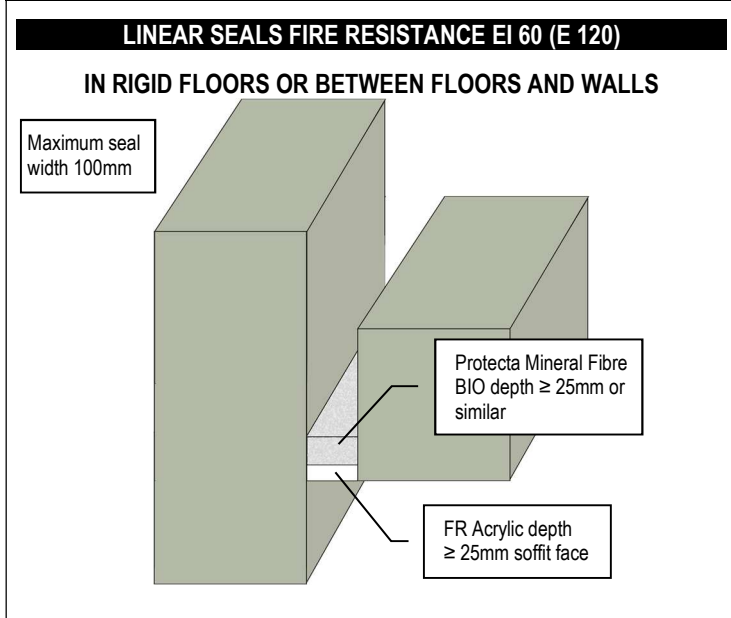 LINEAR SEALS FIRE RESISTANCE EI 60 (E 120)
IN RIGID FLOORS OR BETWEEN FLOORS AND WALLS
Maximum seal
width 100mm
Protecta Mineral Fibre
BIO depth ≥ 25mm or
similar
FR Acrylic depth
≥ 25mm soffit face